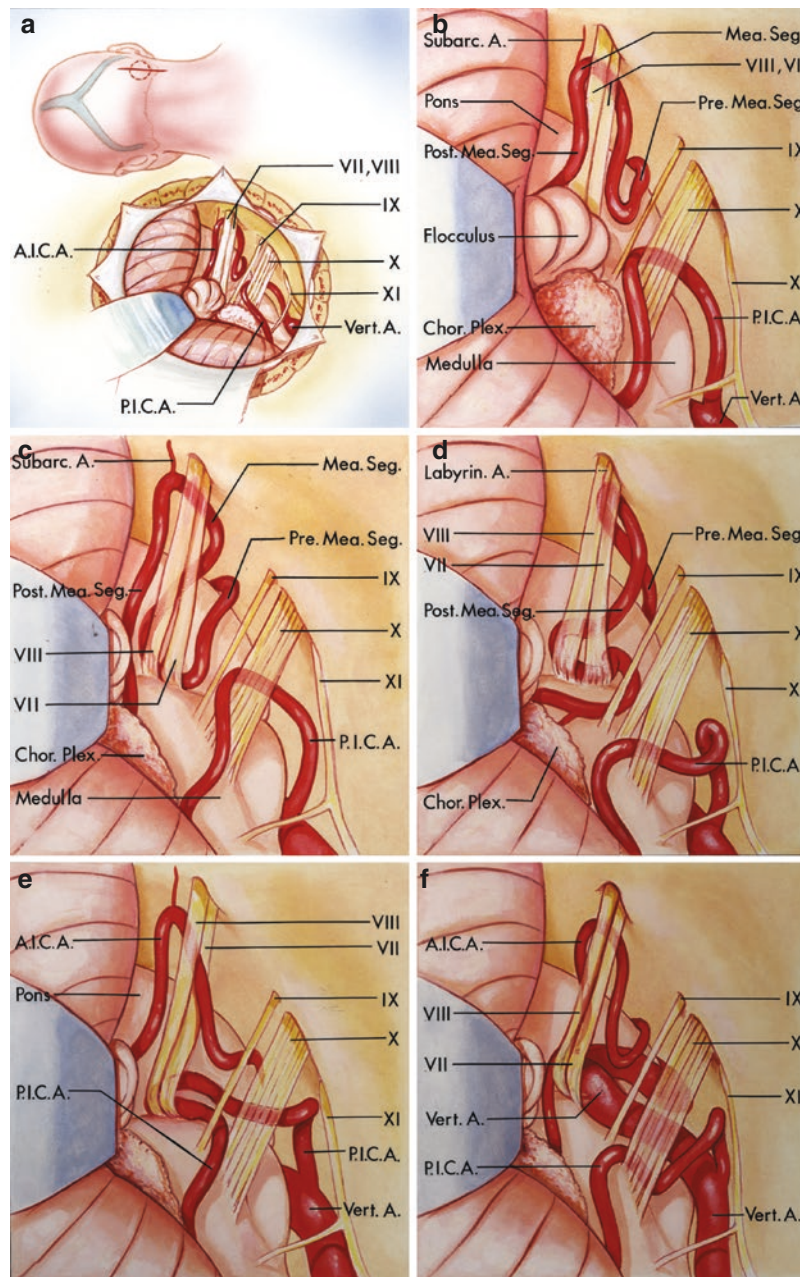 a
VII, VIII
IX
A.I.C.A.
X
XI
Vert. A.
P.I.C.A.
b
Subarc. A.
Mea. Seg
VIII, VI
Pons
Pre. Mea. Seg
Post. Mea. Seg.
IX
X
Flocculus
X
P.I.C.A
Chor. Plex.
Medulla
Vert. A
c
Subarc. A.
Mea. Seg.
Pre. Mea. Seg.
IX
Post. Mea. Seg.
X
VIII
XI
VII
P.I.C.A.
Chor. Plex.
Medulla
d
Labyrin. A.
VIII
Pre. Mea. Seg.
VII
IX
Post. Mea. Seg.
X
X
P.I.C.A
Chor. Plex.
e
VIII
A.I.C.A.
VII
Pons
IX
X
P.I.C.A.
XI
P.I.C.A.
Vert. A.
f
A.I.C.A.
IX
VIII
X
VII
XI
Vert. A.
P.I.C.A.
Vert. A.